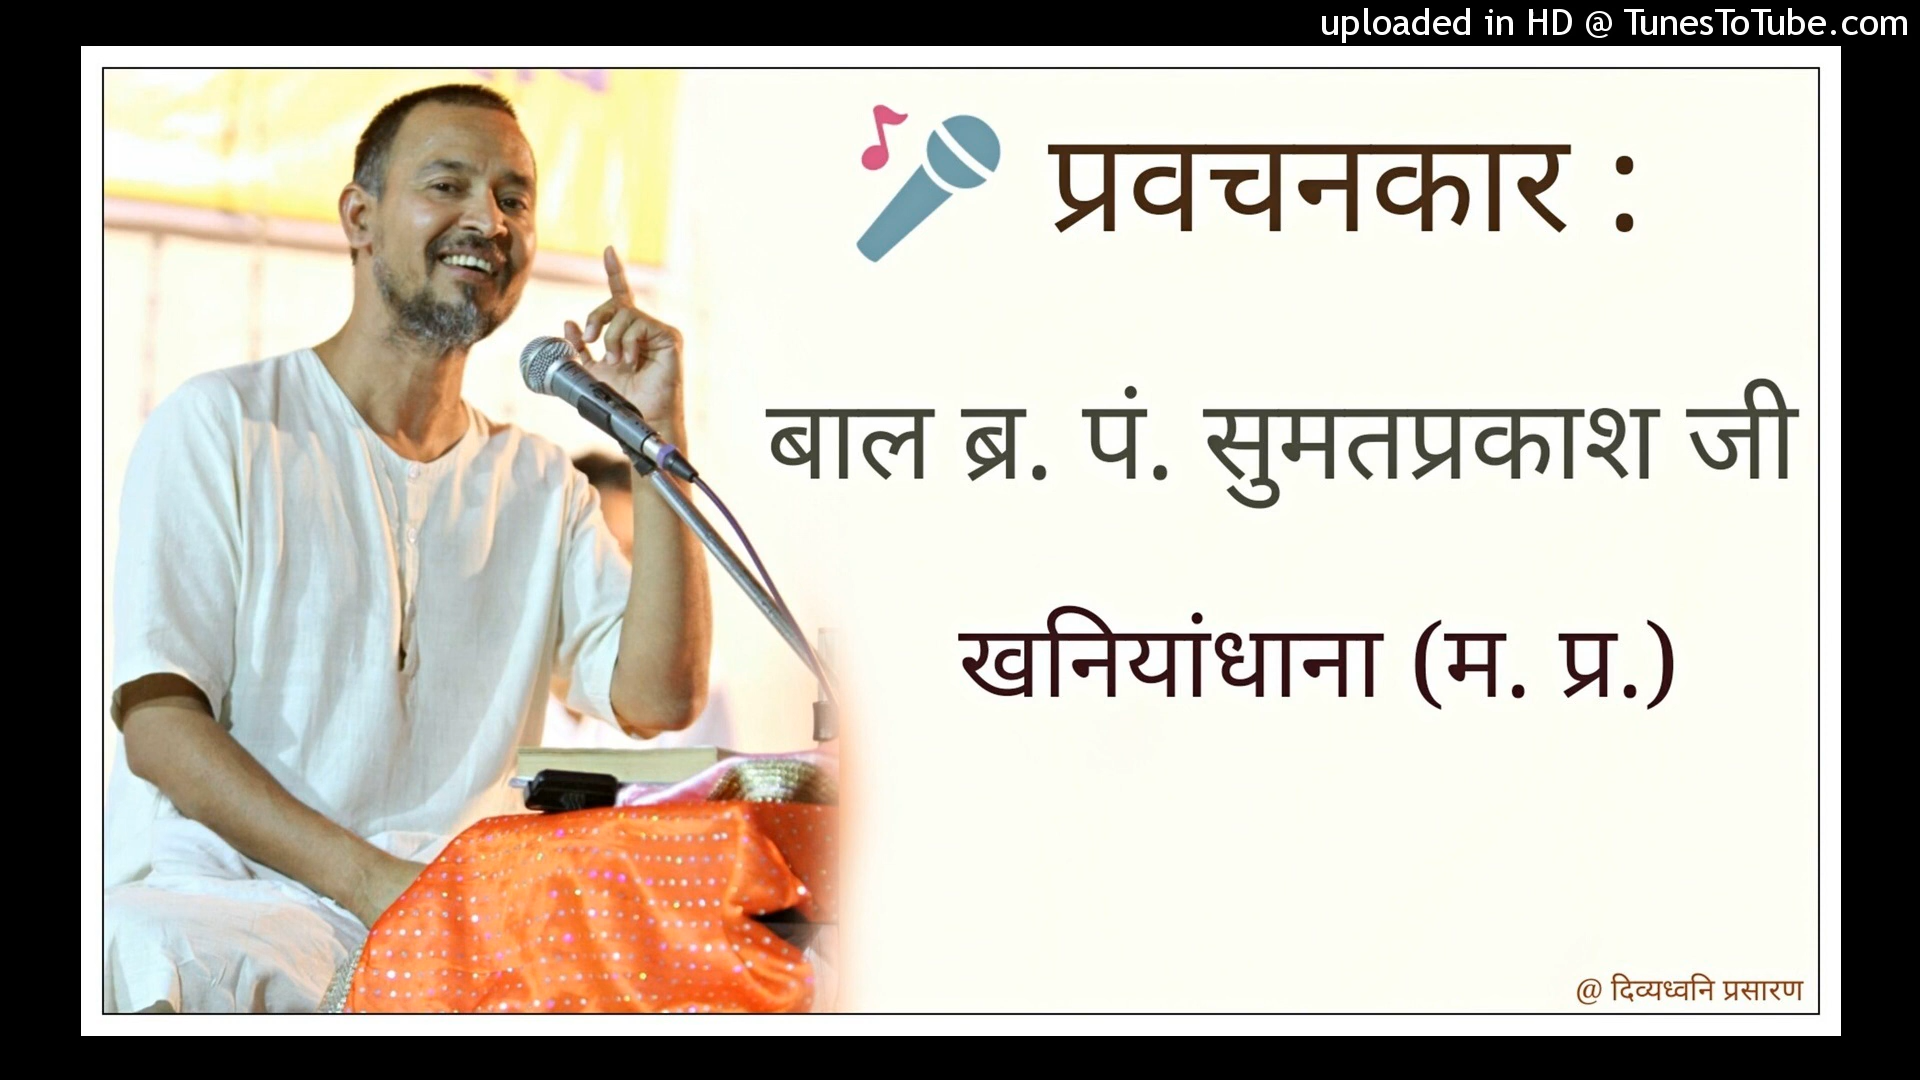 uploaded in HD @ TunesToTube.com
प्रवचनकार :
बाल ब्र. पं. सुमतप्रकाश जी
खनियांधाना (म. प्र.)
@ दिव्यध्वनि प्रसारण